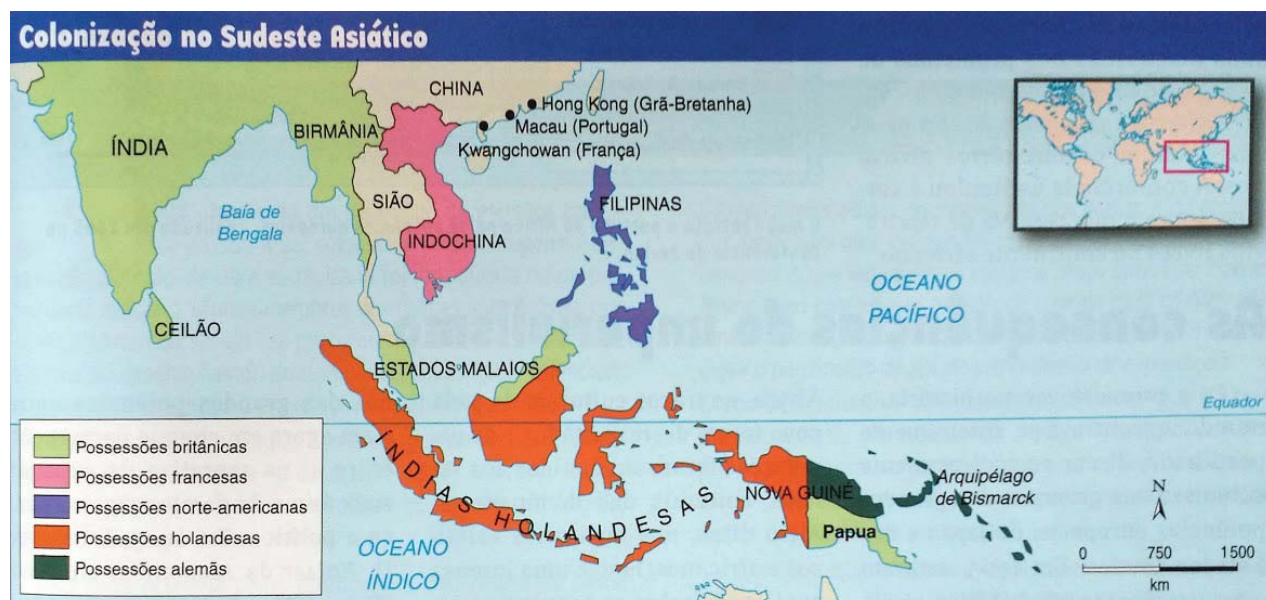 Colonização no Sudeste Asiático
CHINA
Hong Kong (Grã-Bretanha)
Macau (Portugal)
Kwangchowan (França)
BIRMÂNIA
ÍNDIA
SIÃO
FILIPINAS
Baía de
Bengala
INDOCHINA
OCEANO
PACÍFICO
CEILÃO
ESTADOS MALAIOS
Equador
Possessões britânicas
Possessões francesas
Possessões norte-americanas
Possessões holandesas
Possessões alemãs
ÍNDIAS HOLANDESAS
NOVA GUINÉ
Arquipélago
de Bismarck
Papua
OCEANO
ÍNDICO
N
0 750 1500
km